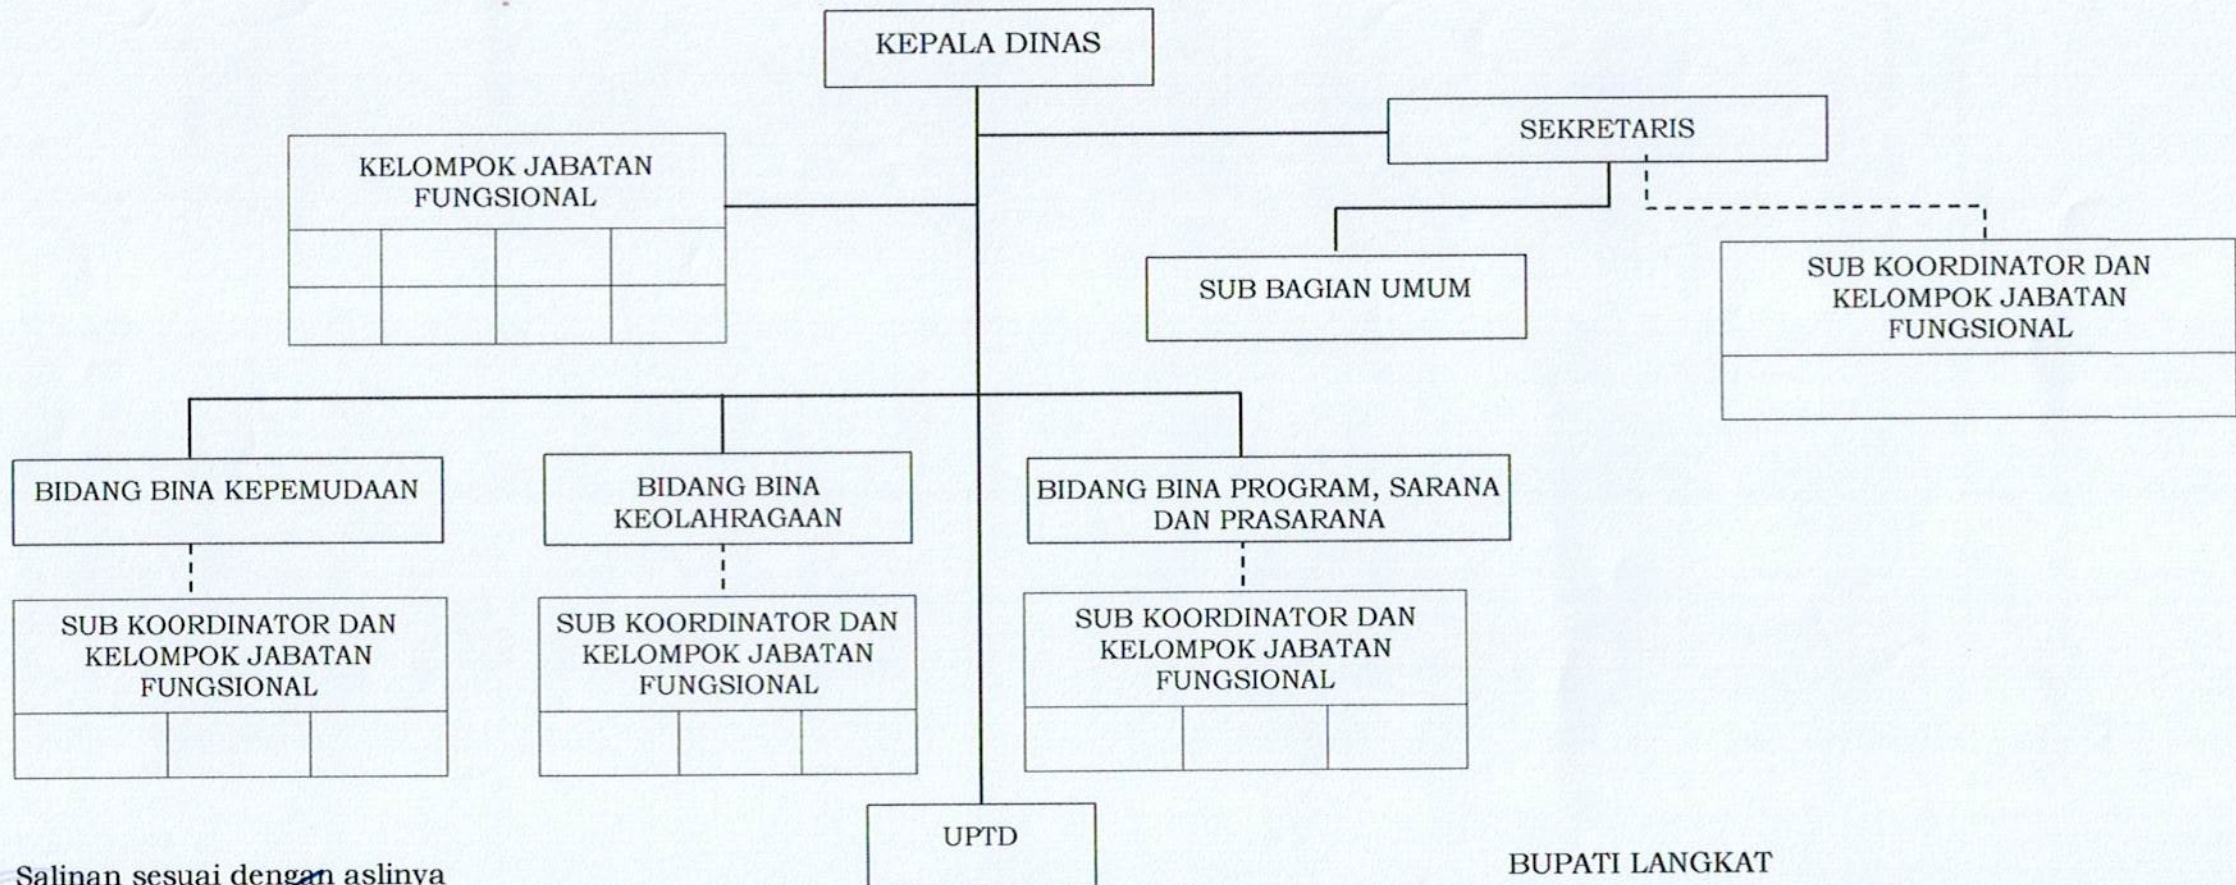 KEPALA DINAS
SEKRETARIS
KELOMPOK JABATAN
FUNGSIONAL
SUB BAGIAN UMUM
SUB KOORDINATOR DAN
KELOMPOK JABATAN
FUNGSIONAL
BIDANG BINA KEPEMUDAAN
BIDANG BINA
KEOLAHRAGAAN
BIDANG BINA PROGRAM, SARANA
DAN PRASARANA
SUB KOORDINATOR DAN
KELOMPOK JABATAN
FUNGSIONAL
SUB KOORDINATOR DAN
KELOMPOK JABATAN
FUNGSIONAL
SUB KOORDINATOR DAN
KELOMPOK JABATAN
FUNGSIONAL
UPTD
Salinan sesuai dengan aslinya
BUPATI LANGKAT